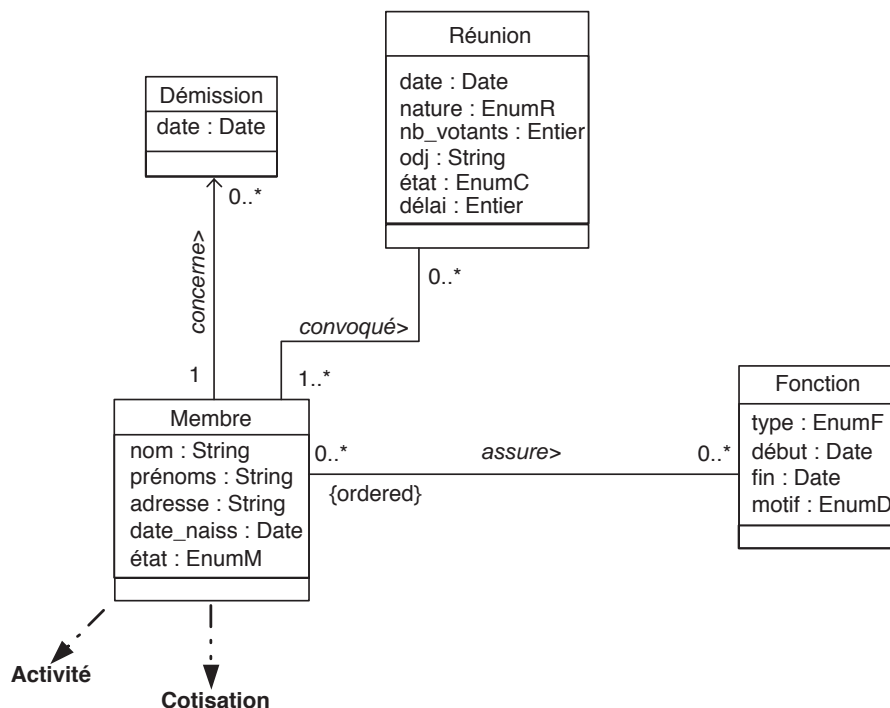 Réunion
date : Date
nature : EnumR
nb_votants : Entier
odj : String
état : EnumC
délai : Entier
Démission
date : Date
0..*
0..*
concerne>
convoqué>
1
1..*
Membre
nom : String
prénoms : String
adresse : String
date_naiss : Date
état : EnumM
0..*
assure>
0..*
{ordered}
Fonction
type : EnumF
début : Date
fin : Date
motif : EnumD
Activité
Cotisation